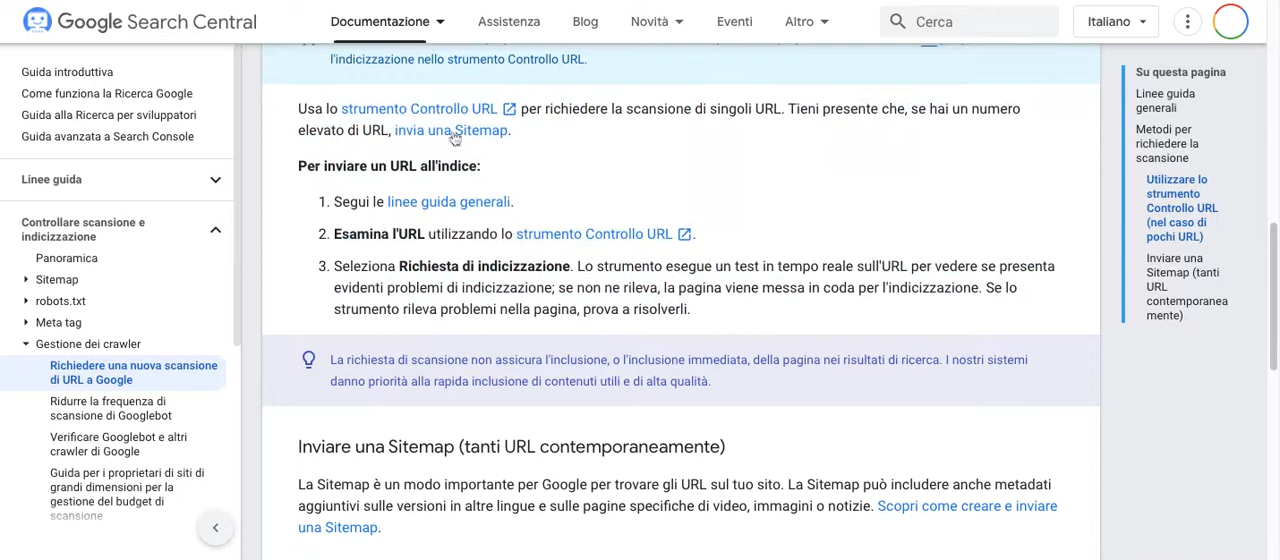 Google Search Central
Documentazione
Assistenza
Blog
Novità
Eventi
Altro
Cerca
Italiano
Guida introduttiva
Come funziona la Ricerca Google
Guida alla Ricerca per sviluppatori
Guida avanzata a Search Console
Linee guida
Controllare scansione e
indicizzazione
Panoramica
Sitemap
robots.txt
Meta tag
Gestione dei crawler
Richiedere una nuova scansione
di URL a Google
Ridurre la frequenza di
scansione di Googlebot
Verificare Googlebot e altri
crawler di Google
Guida per i proprietari di siti di
grandi dimensioni per la
gestione del budget di
scansione
l'indicizzazione nello strumento Controllo URL.
Usa lo strumento Controllo URL per richiedere la scansione di singoli URL. Tieni presente che, se hai un numero
elevato di URL, invia una Sitemap.
Per inviare un URL all'indice:
1. Segui le linee guida generali.
2. Esamina l'URL utilizzando lo strumento Controllo URL.
3. Seleziona Richiesta di indicizzazione. Lo strumento esegue un test in tempo reale sull'URL per vedere se presenta
evidenti problemi di indicizzazione; se non ne rileva, la pagina viene messa in coda per l'indicizzazione. Se lo
strumento rileva problemi nella pagina, prova a risolverli.
La richiesta di scansione non assicura l'inclusione, o l'inclusione immediata, della pagina nei risultati di ricerca. I nostri sistemi
danno priorità alla rapida inclusione di contenuti utili e di alta qualità.
Inviare una Sitemap (tanti URL contemporaneamente)
La Sitemap è un modo importante per Google per trovare gli URL sul tuo sito. La Sitemap può includere anche metadati
aggiuntivi sulle versioni in altre lingue e sulle pagine specifiche di video, immagini o notizie. Scopri come creare e inviare
una Sitemap.
Su questa pagina
Linee guida
generali
Metodi per
richiedere la
scansione
Utilizzare lo
strumento
Controllo URL
(nel caso di
pochi URL)
Inviare una
Sitemap (tanti
URL
contemporanea
mente)